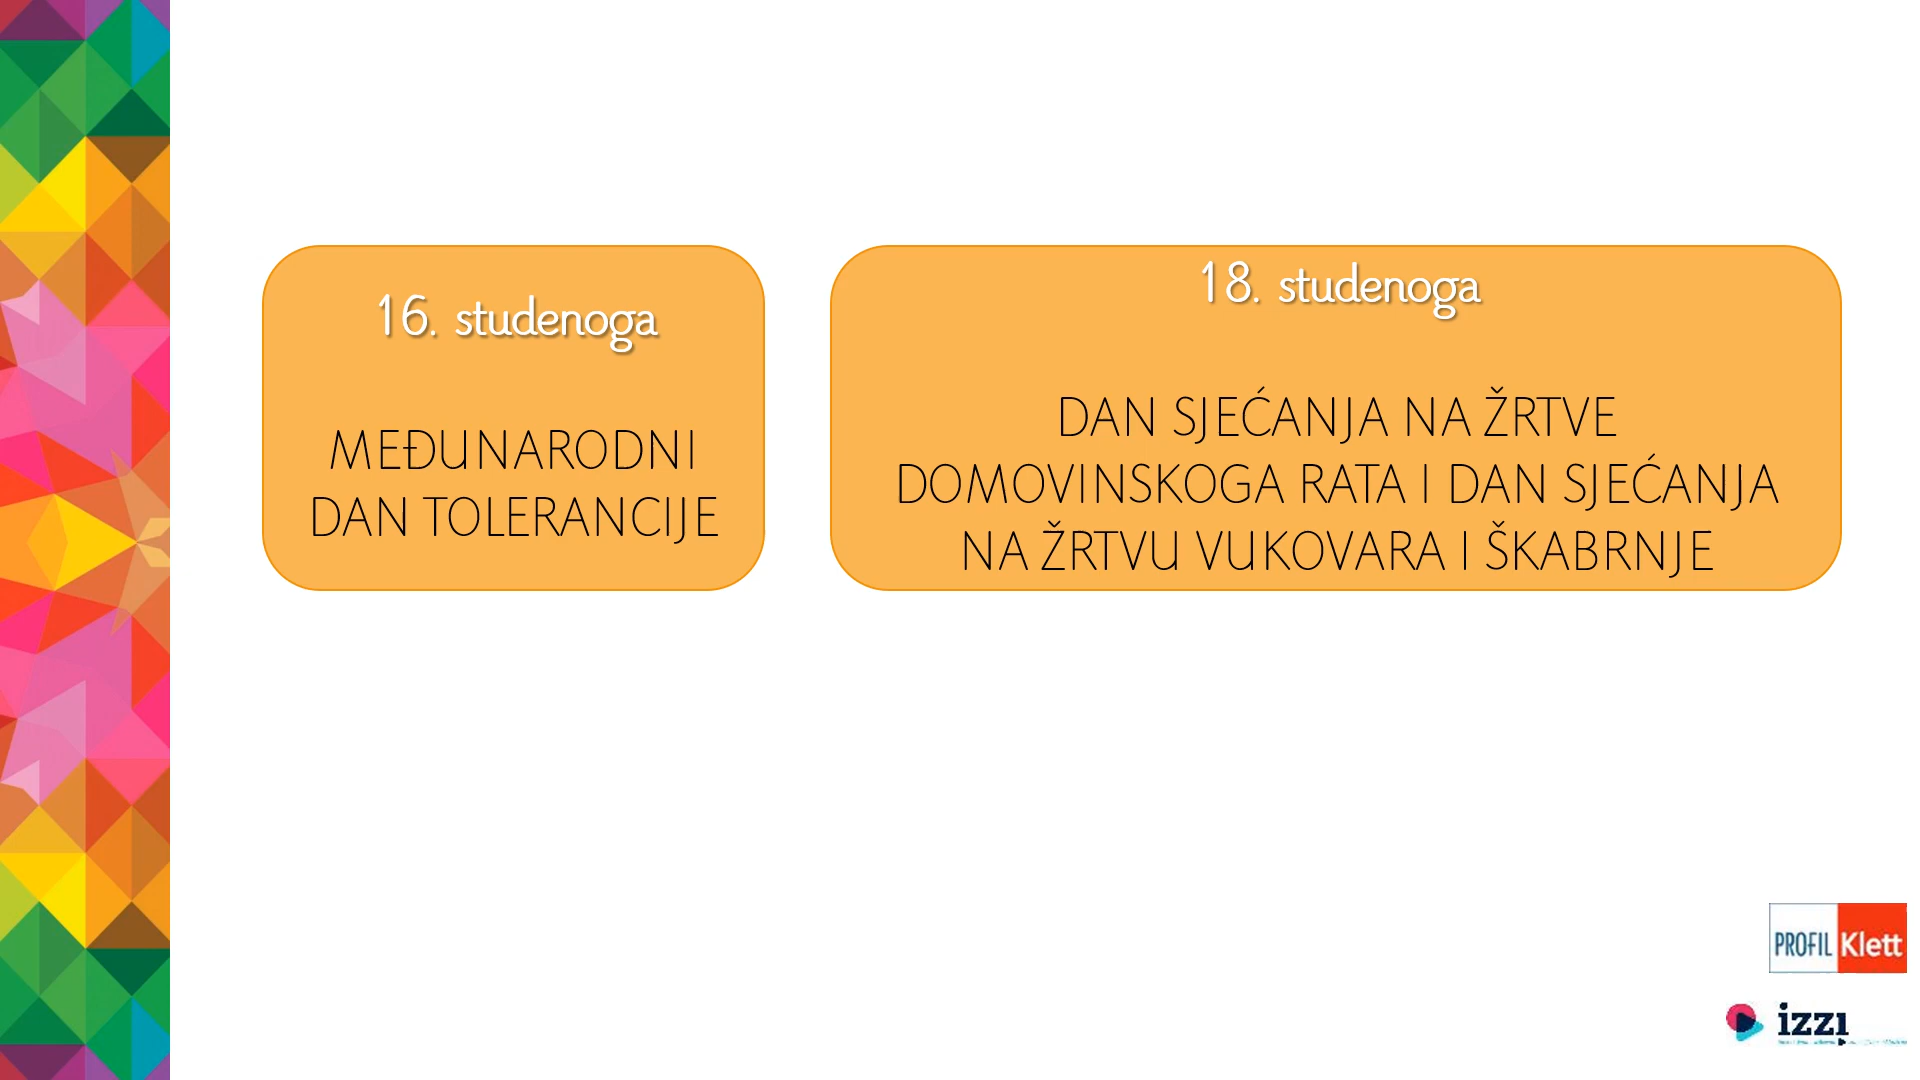 16. studenoga
MEĐUNARODNI
DAN TOLERANCIJE
18. studenoga
DAN SJEĆANJA NA ŽRTVE
DOMOVINSKOGA RATA I DAN SJEĆANJA
NA ŽRTVU VUKOVARA I ŠKABRNJE
PROFIL Klett
izzi